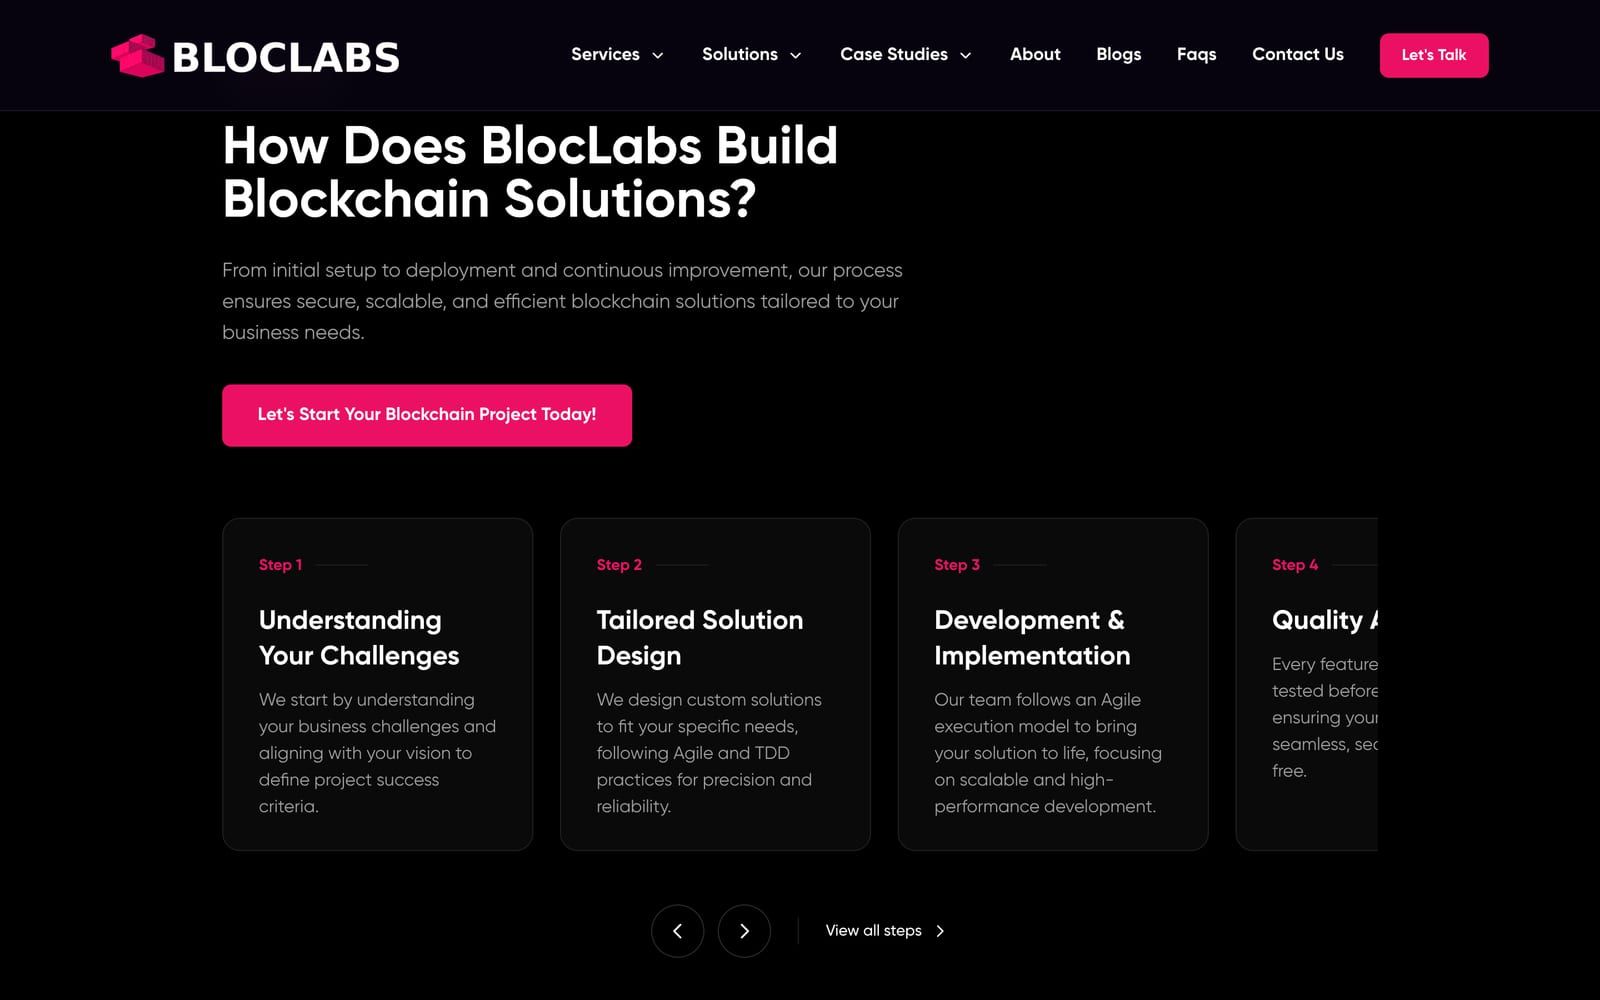 BLOCLABS
Services
Solutions
Case Studies
About
Blogs
Faqs
Contact Us
Let's Talk
How Does BlocLabs Build
Blockchain Solutions?
From initial setup to deployment and continuous improvement, our process
ensures secure, scalable, and efficient blockchain solutions tailored to your
business needs.
Let's Start Your Blockchain Project Today!
Step 1
Understanding
Your Challenges
We start by understanding
your business challenges and
aligning with your vision to
define project success
criteria.
Step 2
Tailored Solution
Design
We design custom solutions
to fit your specific needs,
following Agile and TDD
practices for precision and
reliability.
Step 3
Development &
Implementation
Our team follows an Agile
execution model to bring
your solution to life, focusing
on scalable and high-
performance development.
Step 4
Quality
Every feature
tested before
ensuring your
seamless,
free.
View all steps